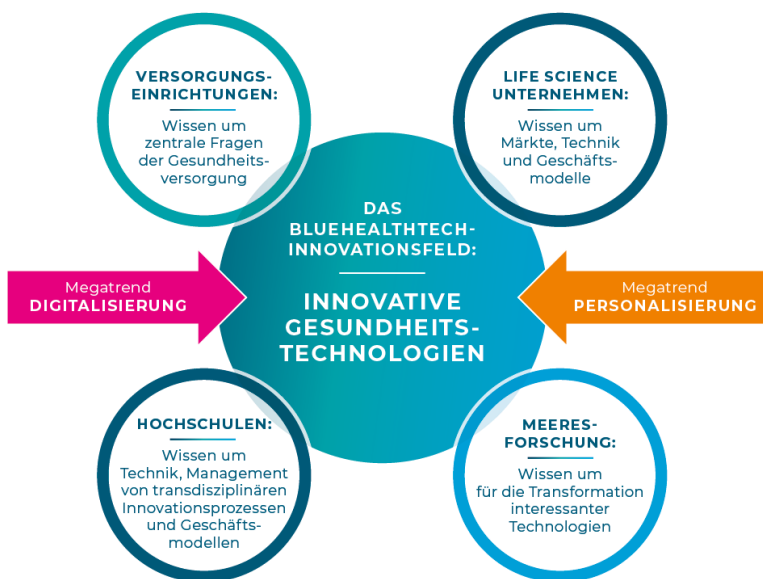 VERSORGUNGS-
EINRICHTUNGEN:
Wissen um
zentrale Fragen
der Gesundheits-
versorgung
LIFE SCIENCE
UNTERNEHMEN:
Wissen um
Märkte, Technik
und Geschäfts-
modelle
DAS
BLUEHEALTHTECH-
INNOVATIONSFELD:
INNOVATIVE
GESUNDHEITS-
TECHNOLOGIEN
Megatrend
DIGITALISIERUNG
Megatrend
PERSONALISIERUNG
HOCHSCHULEN:
Wissen um
Technik, Management
von transdisziplinären
Innovationsprozessen
und Geschäfts-
modellen
MEERES-
FORSCHUNG:
Wissen um
für die Transformation
interessanter
Technologien